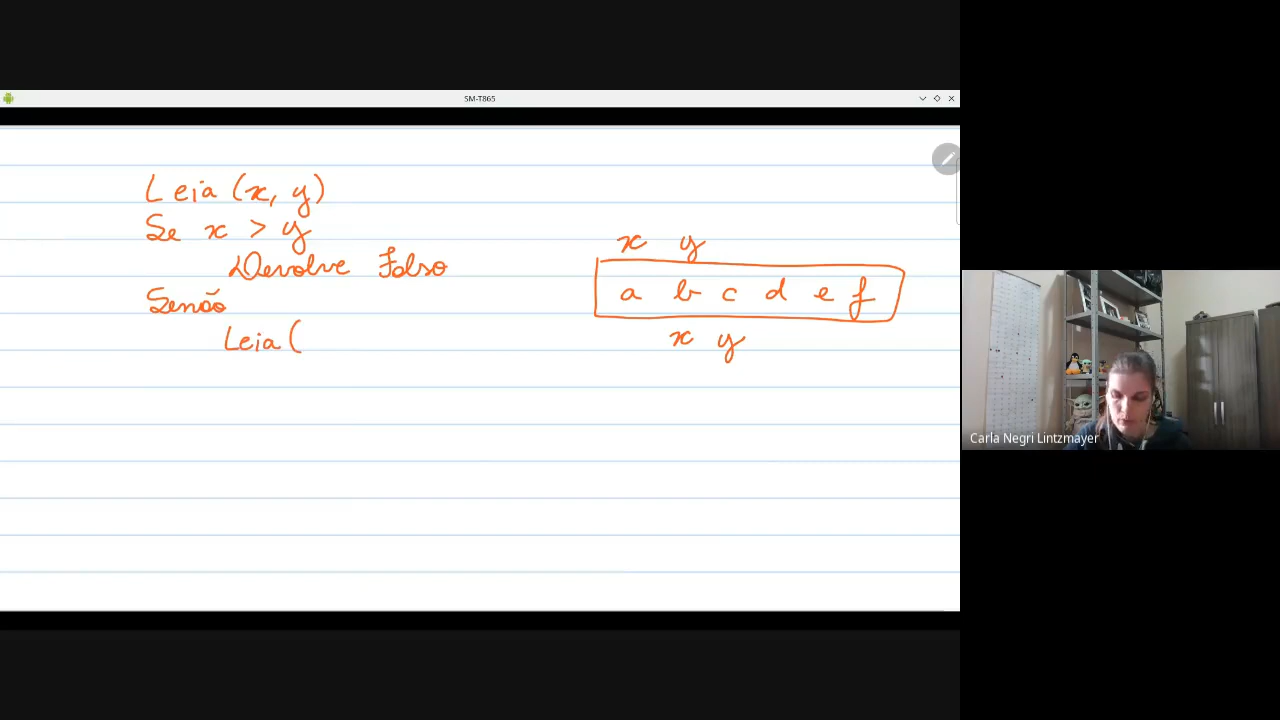 SM-T865
Leia (x, y)
Se x > y
Devolve Falso
Senão
Leia (
x y
a b c d e f
x y
Carla Negri Lintzmayer